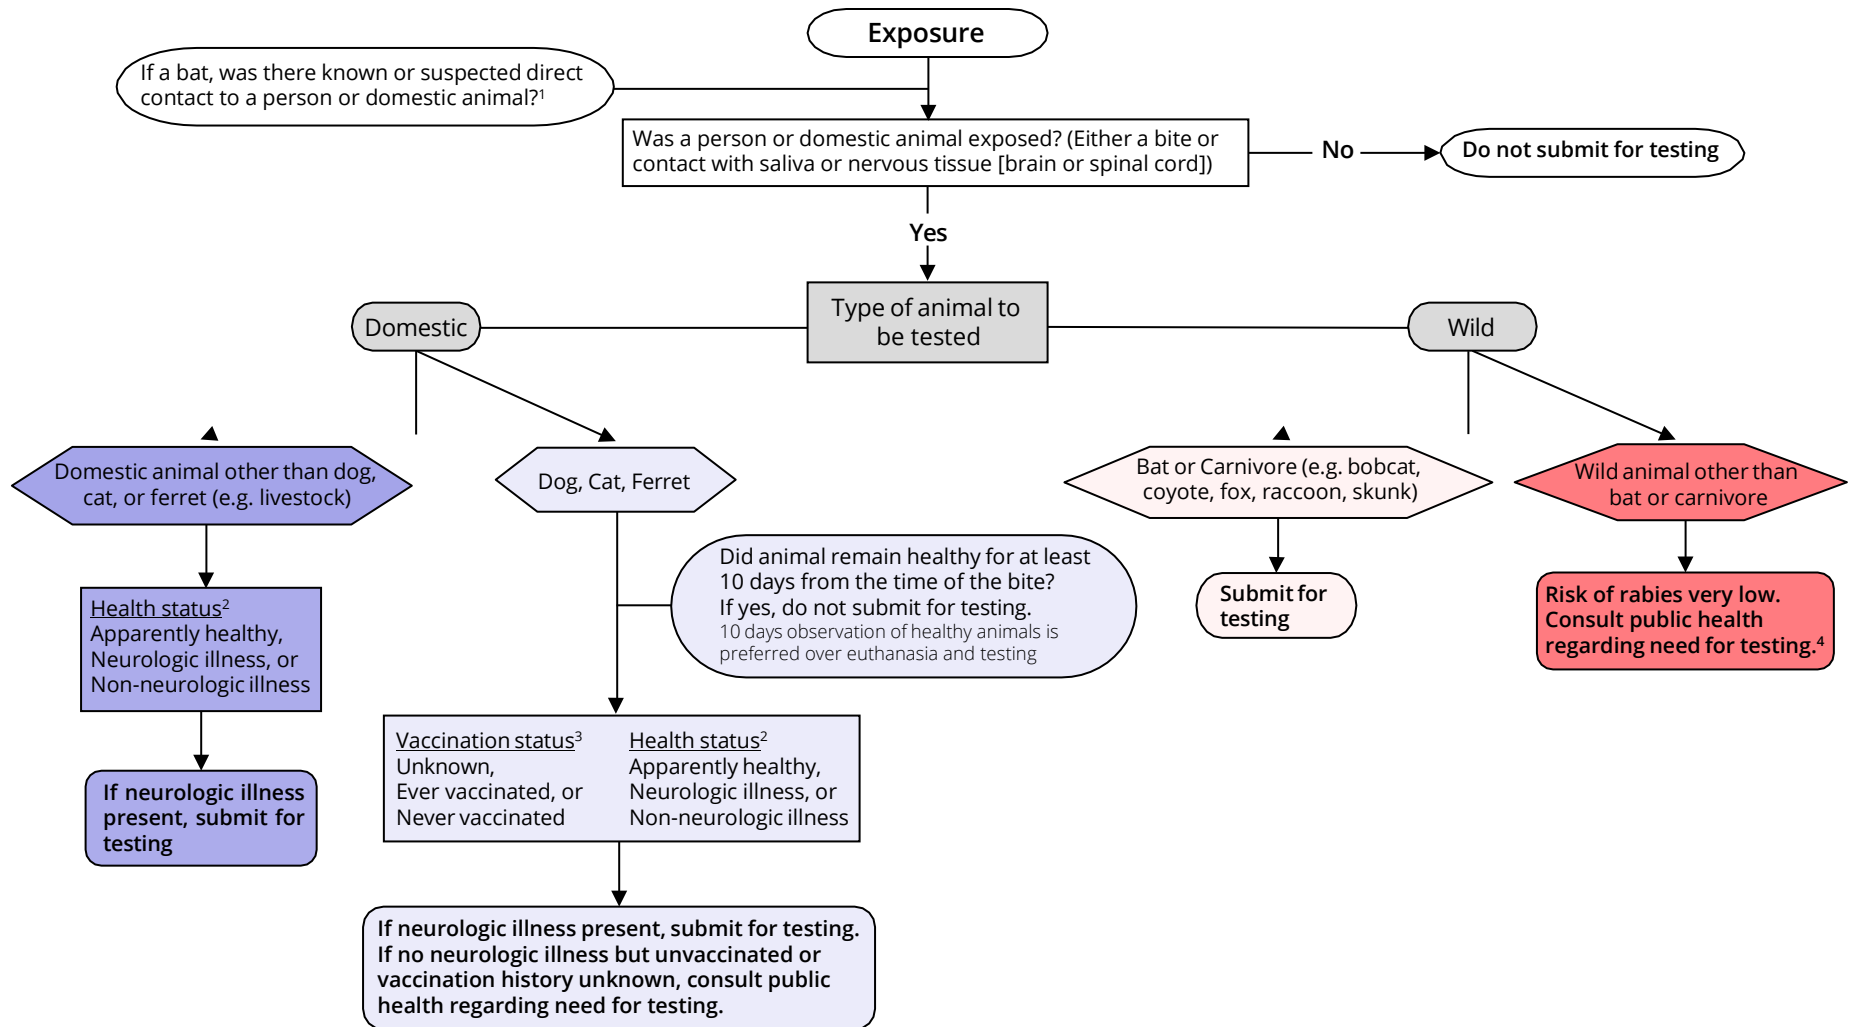 Exposure
If a bat, was there known or suspected direct
contact to a person or domestic animal?¹
Was a person or domestic animal exposed? (Either a bite or
contact with saliva or nervous tissue [brain or spinal cord])
No
Do not submit for testing
Yes
Type of animal to
be tested
Domestic
Wild
Domestic animal other than dog,
cat, or ferret (e.g. livestock)
Dog, Cat, Ferret
Bat or Carnivore (e.g. bobcat,
coyote, fox, raccoon, skunk)
Wild animal other than
bat or carnivore
Did animal remain healthy for at least
10 days from the time of the bite?
If yes, do not submit for testing.
10 days observation of healthy animals is
preferred over euthanasia and testing
Health status²
Apparently healthy,
Neurologic illness, or
Non-neurologic illness
Submit for
testing
Risk of rabies very low.
Consult public health
regarding need for testing.⁴
Vaccination status³
Unknown,
Ever vaccinated, or
Never vaccinated
Health status²
Apparently healthy,
Neurologic illness, or
Non-neurologic illness
If neurologic illness
present, submit for
testing
If neurologic illness present, submit for testing.
If no neurologic illness but unvaccinated or
vaccination history unknown, consult public
health regarding need for testing.